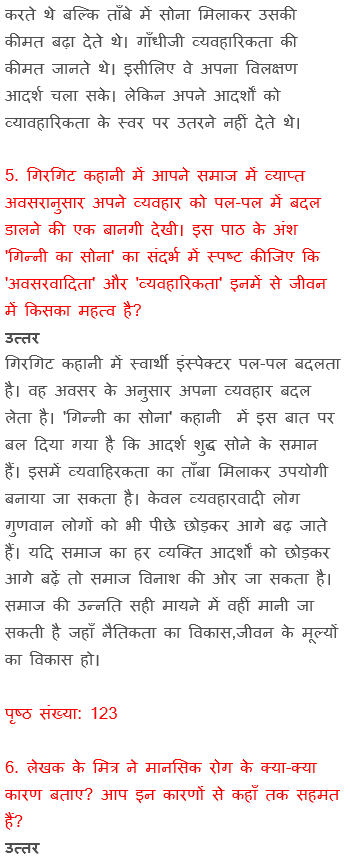 करते थे बल्कि ताँबे में सोना मिलाकर उसकी
कीमत बढ़ा देते थे। गाँधीजी व्यवहारिकता की
कीमत जानते थे। इसीलिए वे अपना विलक्षण
आदर्श चला सके। लेकिन अपने आदर्शों को
व्यावहारिकता के स्वर पर उतरने नहीं देते थे।
5. गिरगिट कहानी में आपने समाज में व्याप्त
अवसरानुसार अपने व्यवहार को पल-पल में बदल
डालने की एक बानगी देखी। इस पाठ के अंश
'गिन्नी का सोना' का संदर्भ में स्पष्ट कीजिए कि
'अवसरवादिता' और 'व्यवहारिकता' इनमें से जीवन
में किसका महत्व है?
उत्तर
गिरगिट कहानी में स्वार्थी इंस्पेक्टर पल-पल बदलता
है। वह अवसर के अनुसार अपना व्यवहार बदल
लेता है। 'गिन्नी का सोना' कहानी में इस बात पर
बल दिया गया है कि आदर्श शुद्ध सोने के समान
हैं। इसमें व्यवाहिरकता का ताँबा मिलाकर उपयोगी
बनाया जा सकता है। केवल व्यवहारवादी लोग
गुणवान लोगों को भी पीछे छोड़कर आगे बढ़ जाते
हैं। यदि समाज का हर व्यक्ति आदर्शों को छोड़कर
आगे बढ़ें तो समाज विनाश की ओर जा सकता है।
समाज की उन्नति सही मायने में वहीं मानी जा
सकती है जहाँ नैतिकता का विकास,जीवन के मूल्यों
का विकास हो।
पृष्ठ संख्या: 123
6. लेखक के मित्र ने मानसिक रोग के क्या-क्या
कारण बताए? आप इन कारणों से कहाँ तक सहमत
हैं?
उत्तर